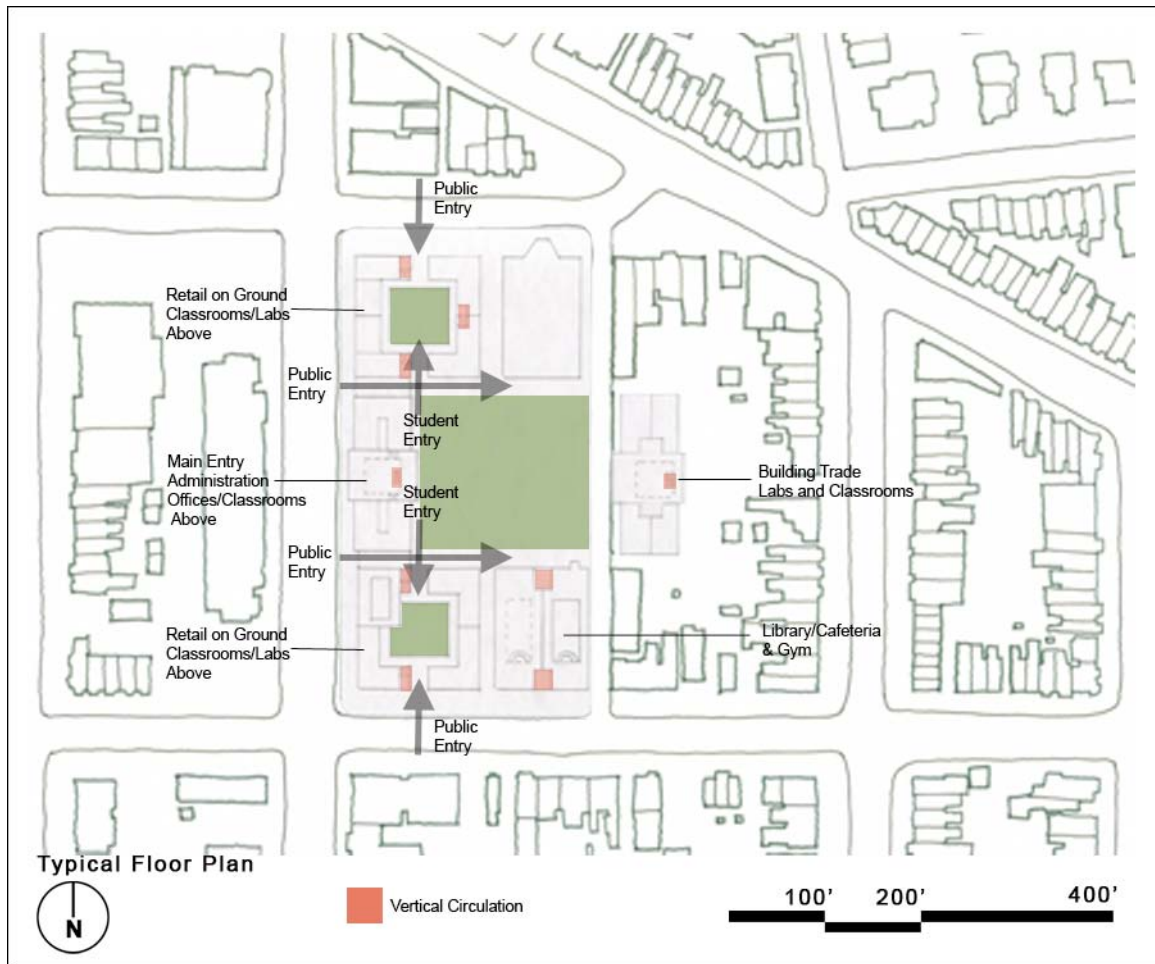 Public
Entry
Retail on Ground
Classrooms/Labs
Above
Public
Entry
Student
Entry
Main Entry
Administration
Offices/Classrooms
Above
Student
Entry
Building Trade
Labs and Classrooms
Public
Entry
Retail on Ground
Classrooms/Labs
Above
Library/Cafeteria
& Gym
Public
Entry
Typical Floor Plan
N
Vertical Circulation
100' 200' 400'